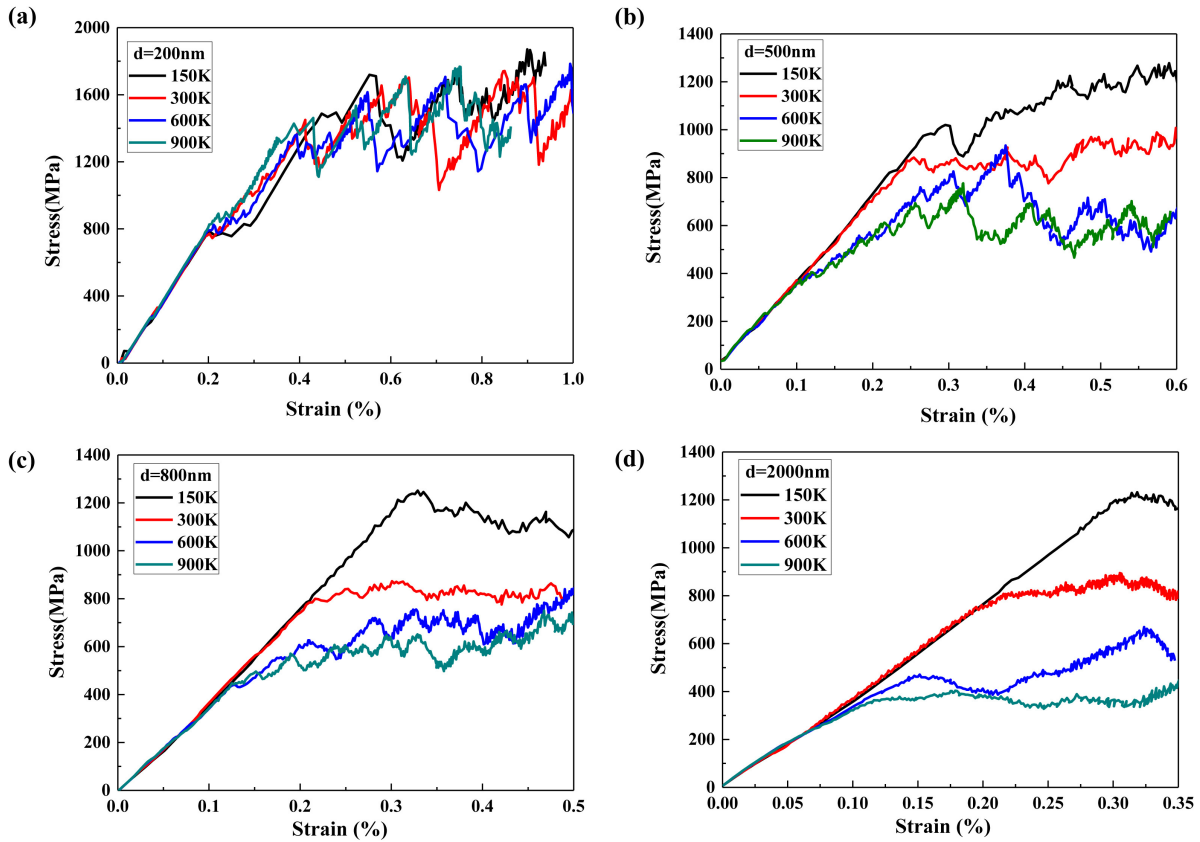 (a)
2000
1600
1200
800
400
0
Stress(MPa)
d=200nm
150K
300K
600K
900K
0.0 0.2 0.4 0.6 0.8 1.0
Strain (%)
(b)
1400
1200
1000
800
600
400
200
0
Stress(MPa)
d=500nm
150K
300K
600K
900K
0.0 0.1 0.2 0.3 0.4 0.5 0.6
Strain (%)
(c)
1400
1200
1000
800
600
400
200
0
Stress(MPa)
d=800nm
150K
300K
600K
900K
0.0 0.1 0.2 0.3 0.4 0.5
Strain (%)
(d)
1400
1200
1000
800
600
400
200
0
Stress(MPa)
d=2000nm
150K
300K
600K
900K
0.00 0.05 0.10 0.15 0.20 0.25 0.30 0.35
Strain (%)